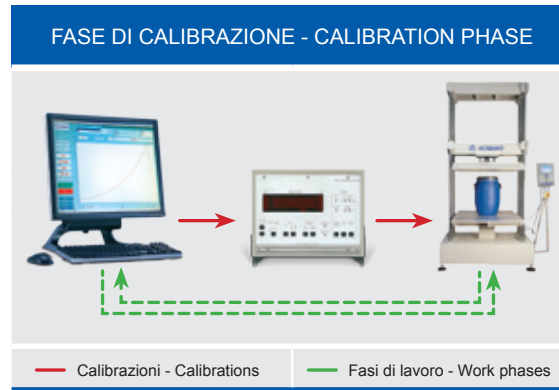 FASE DI CALIBRAZIONE - CALIBRATION PHASE
Calibrazioni - Calibrations
Fasi di lavoro - Work phases